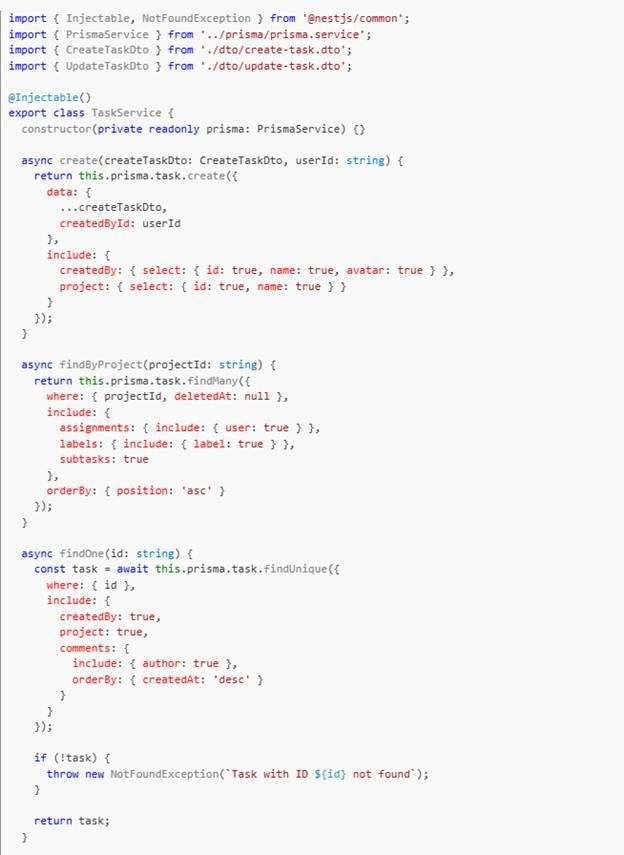 import { Injectable, NotFoundException } from '@nestjs/common';
import { PrismaService } from '../prisma/prisma.service';
import { CreateTaskDto } from './dto/create-task.dto';
import { UpdateTaskDto } from './dto/update-task.dto';

@Injectable()
export class TaskService {
  constructor(private readonly prisma: PrismaService) {}

  async create(createTaskDto: CreateTaskDto, userId: string) {
    return this.prisma.task.create({
      data: {
        ...createTaskDto,
        createdById: userId
      },
      include: {
        createdBy: { select: { id: true, name: true, avatar: true } },
        project: { select: { id: true, name: true } }
      }
    });
  }

  async findByProject(projectId: string) {
    return this.prisma.task.findMany({
      where: { projectId, deletedAt: null },
      include: {
        assignments: { include: { user: true } },
        labels: { include: { label: true } },
        subtasks: true
      },
      orderBy: { position: 'asc' }
    });
  }

  async findOne(id: string) {
    const task = await this.prisma.task.findUnique({
      where: { id },
      include: {
        createdBy: true,
        project: true,
        comments: {
          include: { author: true },
          orderBy: { createdAt: 'desc' }
        }
      }
    });

    if (!task) {
      throw new NotFoundException(`Task with ID ${id} not found`);
    }

    return task;
  }